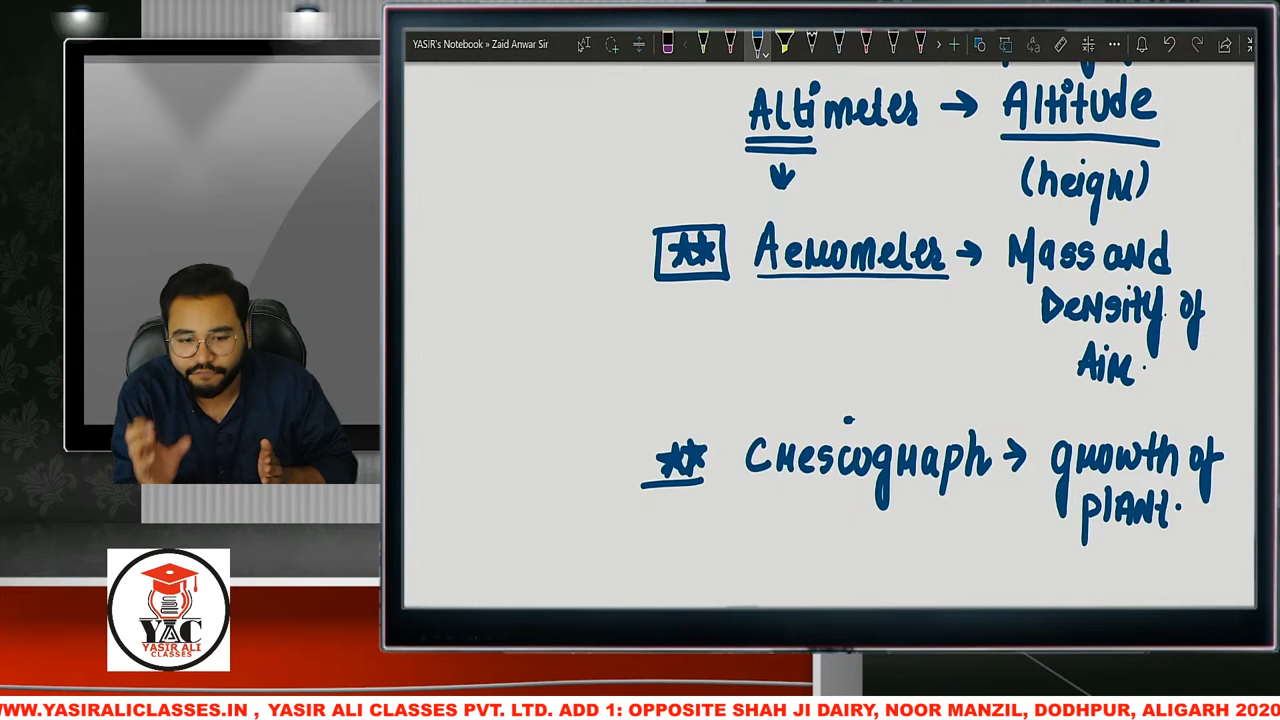 YASIR's Notebook » Zaid Anwar Sir
Altimeter → Altitude
(height)
** Aerometer → Mass and
Density of
Air.
** Crescograph → growth of
plant.
YAC
YASIR ALI
CLASSES
WWW.YASIRALICLASSES.IN , YASIR ALI CLASSES PVT. LTD. ADD 1: OPPOSITE SHAH JI DAIRY, NOOR MANZIL, DODHPUR, ALIGARH 2020